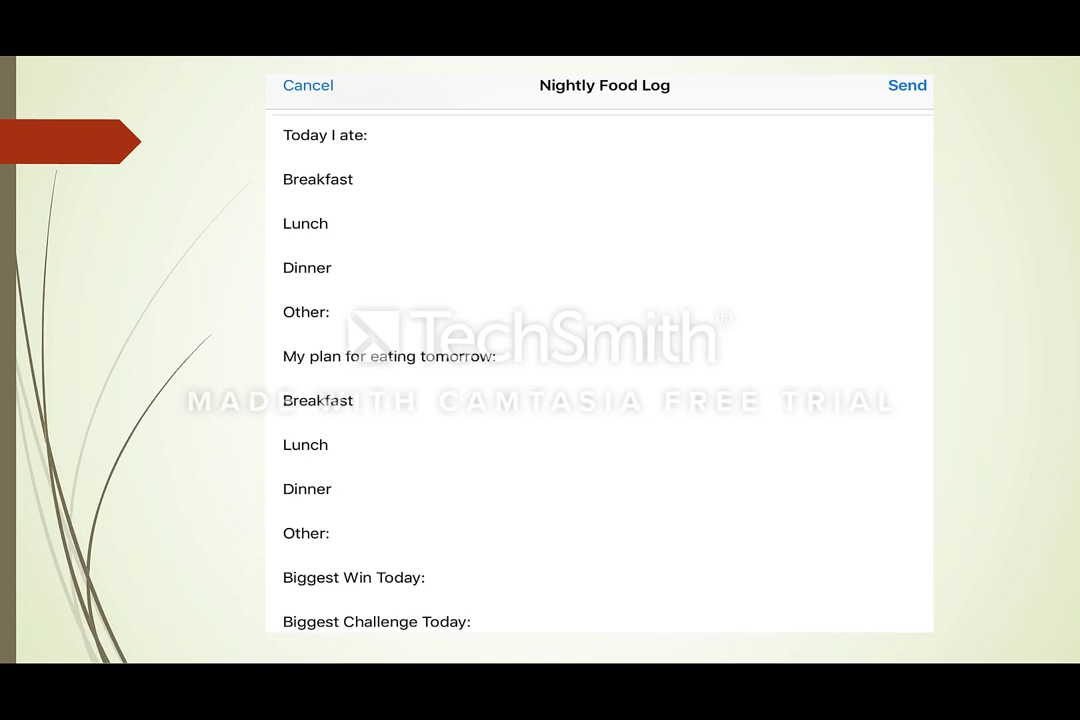 Cancel Nightly Food Log Send
Today I ate:
Breakfast
Lunch
Dinner
Other:
TechSmith®
My plan for eating tomorrow:
MADE WITH CAMTASIA FREE TRIAL
Breakfast
Lunch
Dinner
Other:
Biggest Win Today:
Biggest Challenge Today: